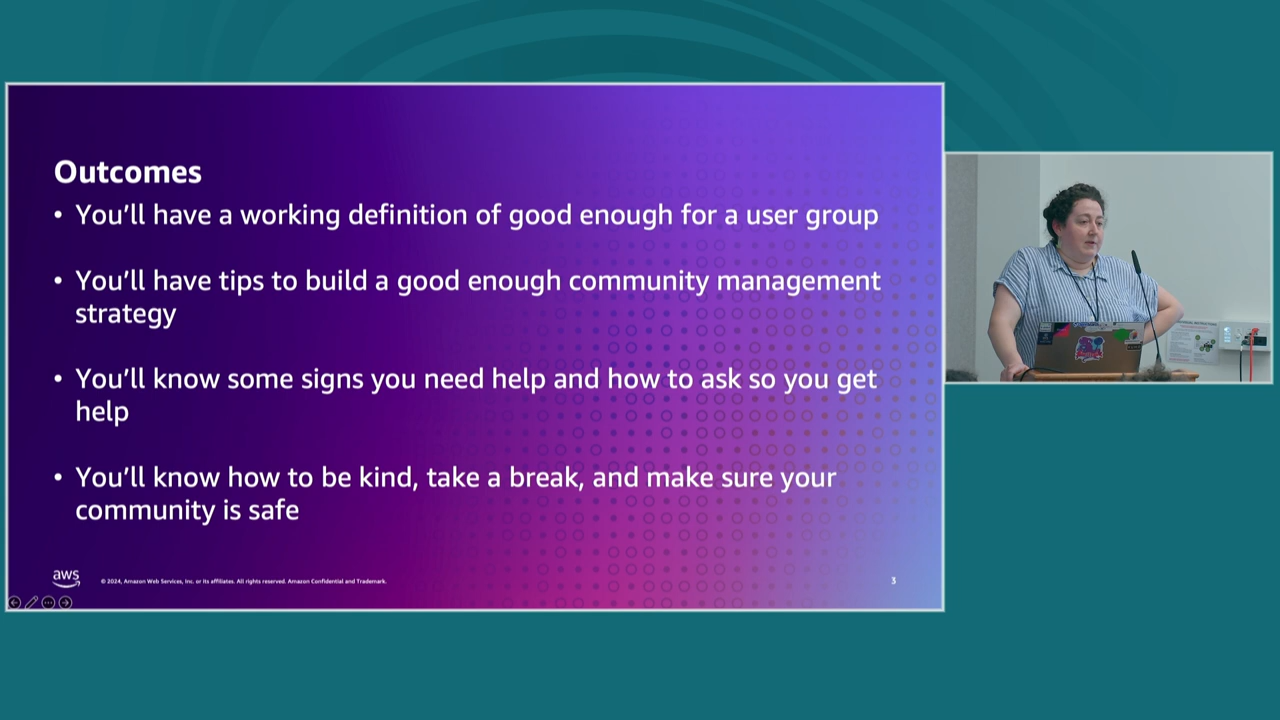 Outcomes
• You'll have a working definition of good enough for a user group
• You'll have tips to build a good enough community management
strategy
• You'll know some signs you need help and how to ask so you get
help
• You'll know how to be kind, take a break, and make sure your
community is safe
aws
© 2024, Amazon Web Services, Inc. or its affiliates. All rights reserved. Amazon Confidential and Trademark.
3